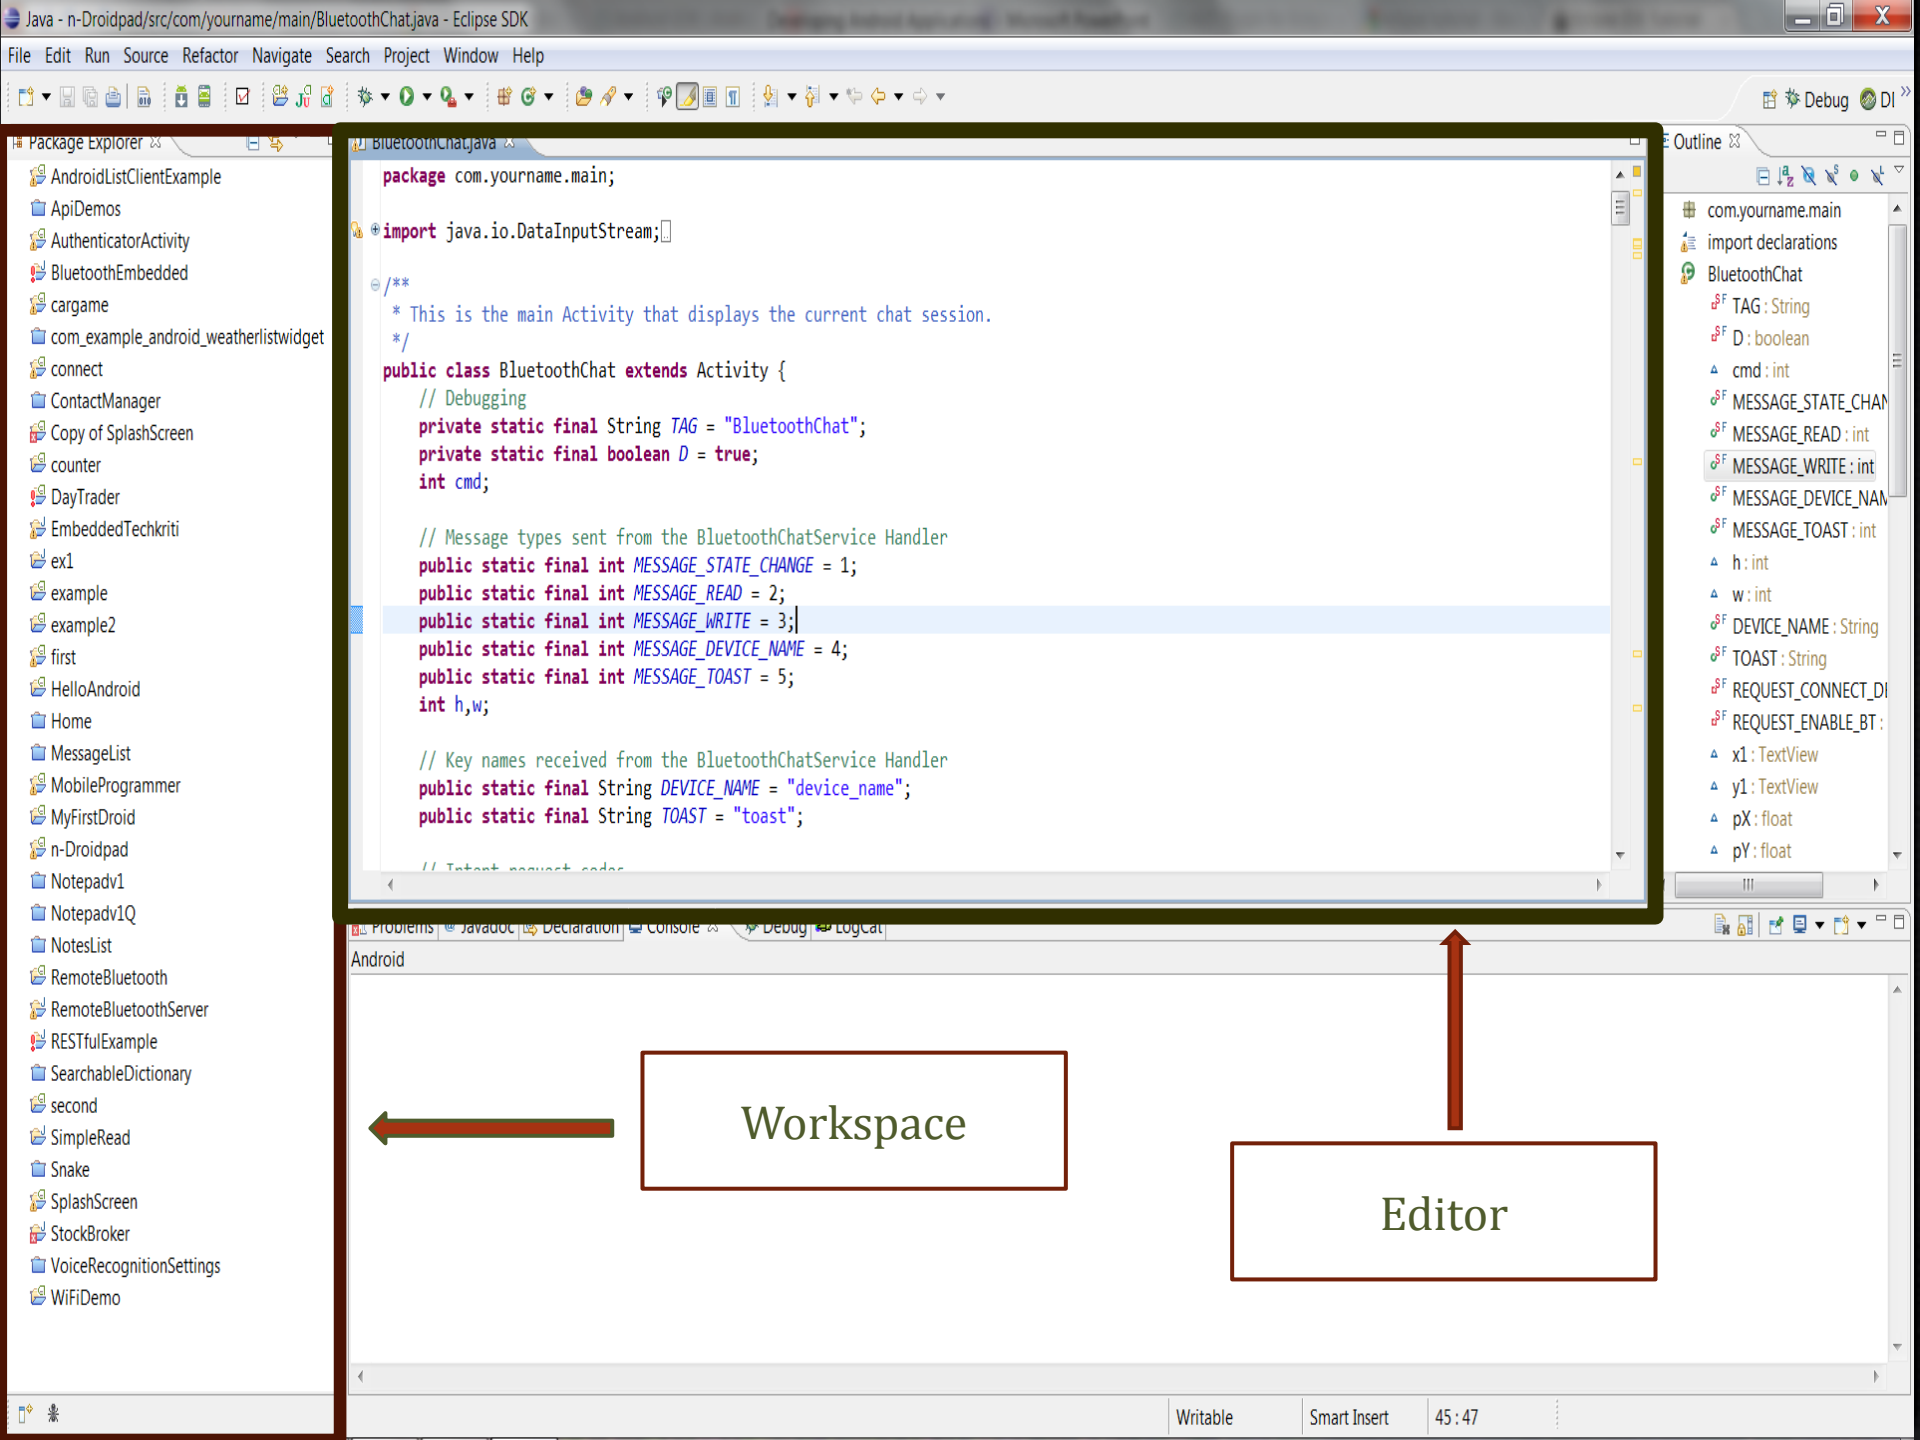 Java - n-Droidpad/src/com/yourname/main/BluetoothChat.java - Eclipse SDK
File Edit Run Source Refactor Navigate Search Project Window Help
Debug
Package Explorer
AndroidListClientExample
ApiDemos
AuthenticatorActivity
BluetoothEmbedded
cargame
com_example_android_weatherlistwidget
connect
ContactManager
Copy of SplashScreen
counter
DayTrader
EmbeddedTechkriti
ex1
example
example2
first
HelloAndroid
Home
MessageList
MobileProgrammer
MyFirstDroid
n-Droidpad
Notepadv1
Notepadv1Q
NotesList
RemoteBluetooth
RemoteBluetoothServer
RESTfulExample
SearchableDictionary
second
SimpleRead
Snake
SplashScreen
StockBroker
VoiceRecognitionSettings
WiFiDemo
BluetoothChat.java
package com.yourname.main;
import java.io.DataInputStream;
/**
* This is the main Activity that displays the current chat session.
*/
public class BluetoothChat extends Activity {
// Debugging
private static final String TAG = "BluetoothChat";
private static final boolean D = true;
int cmd;
// Message types sent from the BluetoothChatService Handler
public static final int MESSAGE_STATE_CHANGE = 1;
public static final int MESSAGE_READ = 2;
public static final int MESSAGE_WRITE = 3;
public static final int MESSAGE_DEVICE_NAME = 4;
public static final int MESSAGE_TOAST = 5;
int h,w;
// Key names received from the BluetoothChatService Handler
public static final String DEVICE_NAME = "device_name";
public static final String TOAST = "toast";
// Intent request codes
Outline
com.yourname.main
import declarations
BluetoothChat
TAG : String
D : boolean
cmd : int
MESSAGE_STATE_CHAN
MESSAGE_READ : int
MESSAGE_WRITE : int
MESSAGE_DEVICE_NAM
MESSAGE_TOAST : int
h : int
w : int
DEVICE_NAME : String
TOAST : String
REQUEST_CONNECT_DE
REQUEST_ENABLE_BT :
x1 : TextView
y1 : TextView
pX : float
pY : float
Problems Javadoc Declaration Console Debug LogCat
Android
Workspace
Editor
Writable Smart Insert 45 : 47